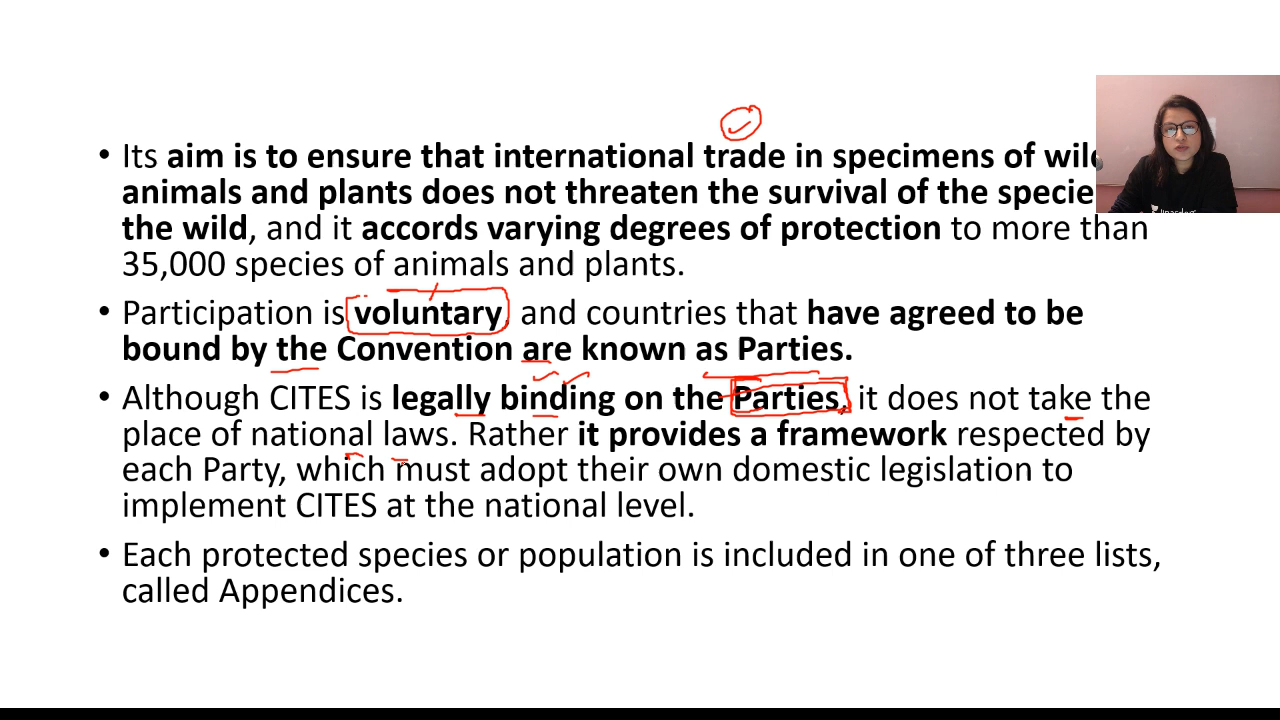 • Its aim is to ensure that international trade in specimens of wil
animals and plants does not threaten the survival of the specie
the wild, and it accords varying degrees of protection to more than
35,000 species of animals and plants.
• Participation is voluntary, and countries that have agreed to be
bound by the Convention are known as Parties.
• Although CITES is legally binding on the Parties, it does not take the
place of national laws. Rather it provides a framework respected by
each Party, which must adopt their own domestic legislation to
implement CITES at the national level.
• Each protected species or population is included in one of three lists,
called Appendices.